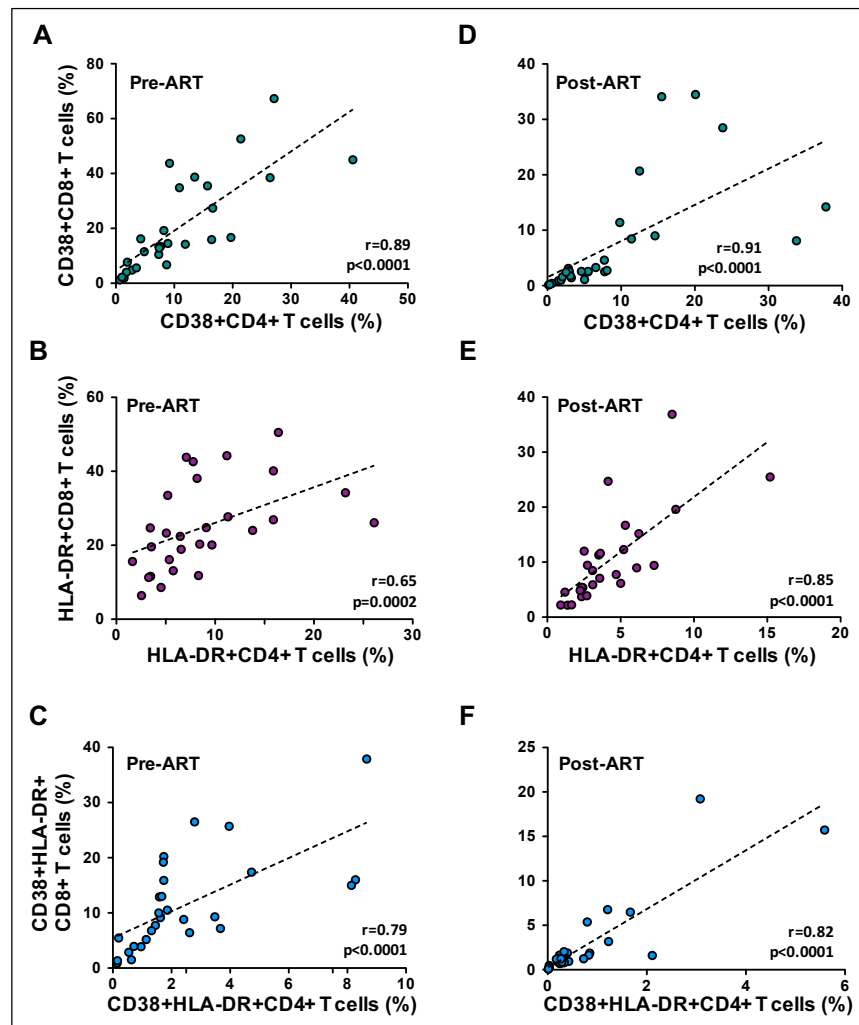 A
Pre-ART
CD38+CD8+ T cells (%)
80
60
40
20
0
0 10 20 30 40 50
r=0.89
p<0.0001
CD38+CD4+ T cells (%)
D
Post-ART
CD38+CD8+ T cells (%)
40
30
20
10
0
0 10 20 30 40
r=0.91
p<0.0001
CD38+CD4+ T cells (%)
B
Pre-ART
HLA-DR+CD8+ T cells (%)
60
40
20
0
0 10 20 30
r=0.65
p=0.0002
HLA-DR+CD4+ T cells (%)
E
Post-ART
40
30
20
10
0
0 5 10 15 20
r=0.85
p<0.0001
HLA-DR+CD4+ T cells (%)
C
Pre-ART
CD38+HLA-DR+
CD8+ T cells (%)
40
30
20
10
0
0 2 4 6 8 10
r=0.79
p<0.0001
CD38+HLA-DR+CD4+ T cells (%)
F
Post-ART
25
20
15
10
5
0
0 2 4 6
r=0.82
p<0.0001
CD38+HLA-DR+CD4+ T cells (%)